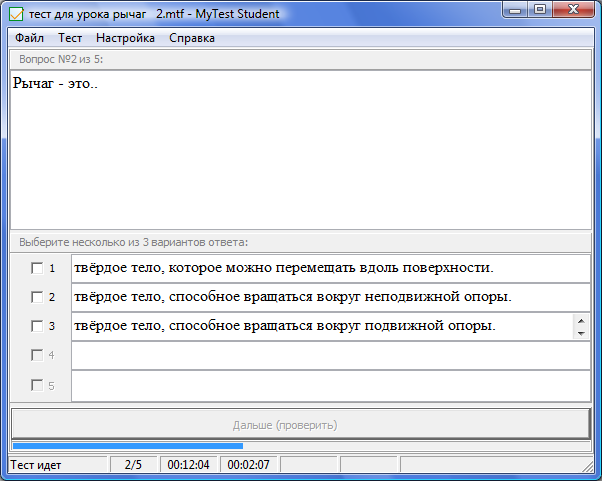 тест для урока рычаг 2.mtf - MyTest Student
Файл Тест Настройка Справка
Вопрос №2 из 5:
Рычаг - это..
Выберите несколько из 3 вариантов ответа:
1 твёрдое тело, которое можно перемещать вдоль поверхности.
2 твёрдое тело, способное вращаться вокруг неподвижной опоры.
3 твёрдое тело, способное вращаться вокруг подвижной опоры.
4
5
Дальше (проверить)
Тест идет 2/5 00:12:04 00:02:07